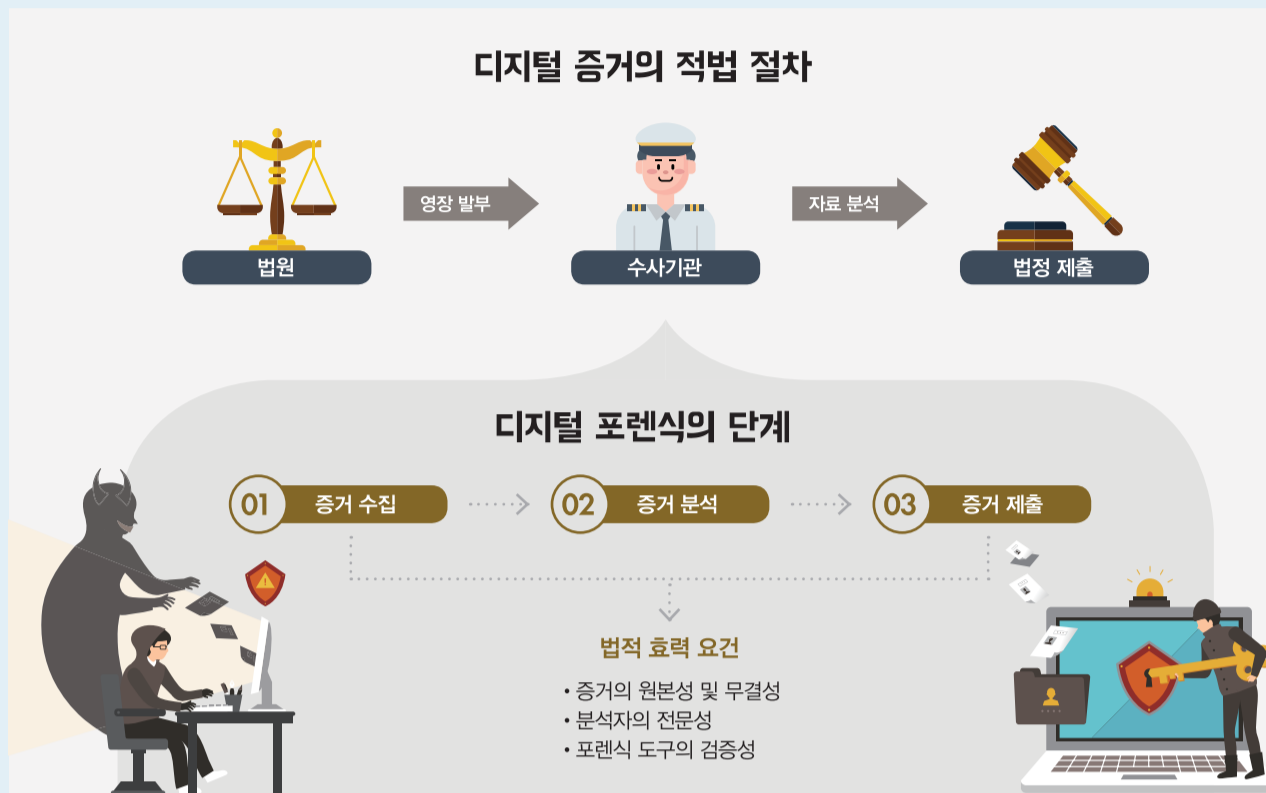 디지털 증거의 적법 절차
영장 발부
자료 분석
법원
수사기관
법정 제출
디지털 포렌식의 단계
01 증거 수집
02 증거 분석
03 증거 제출
법적 효력 요건
• 증거의 원본성 및 무결성
• 분석자의 전문성
• 포렌식 도구의 검증성